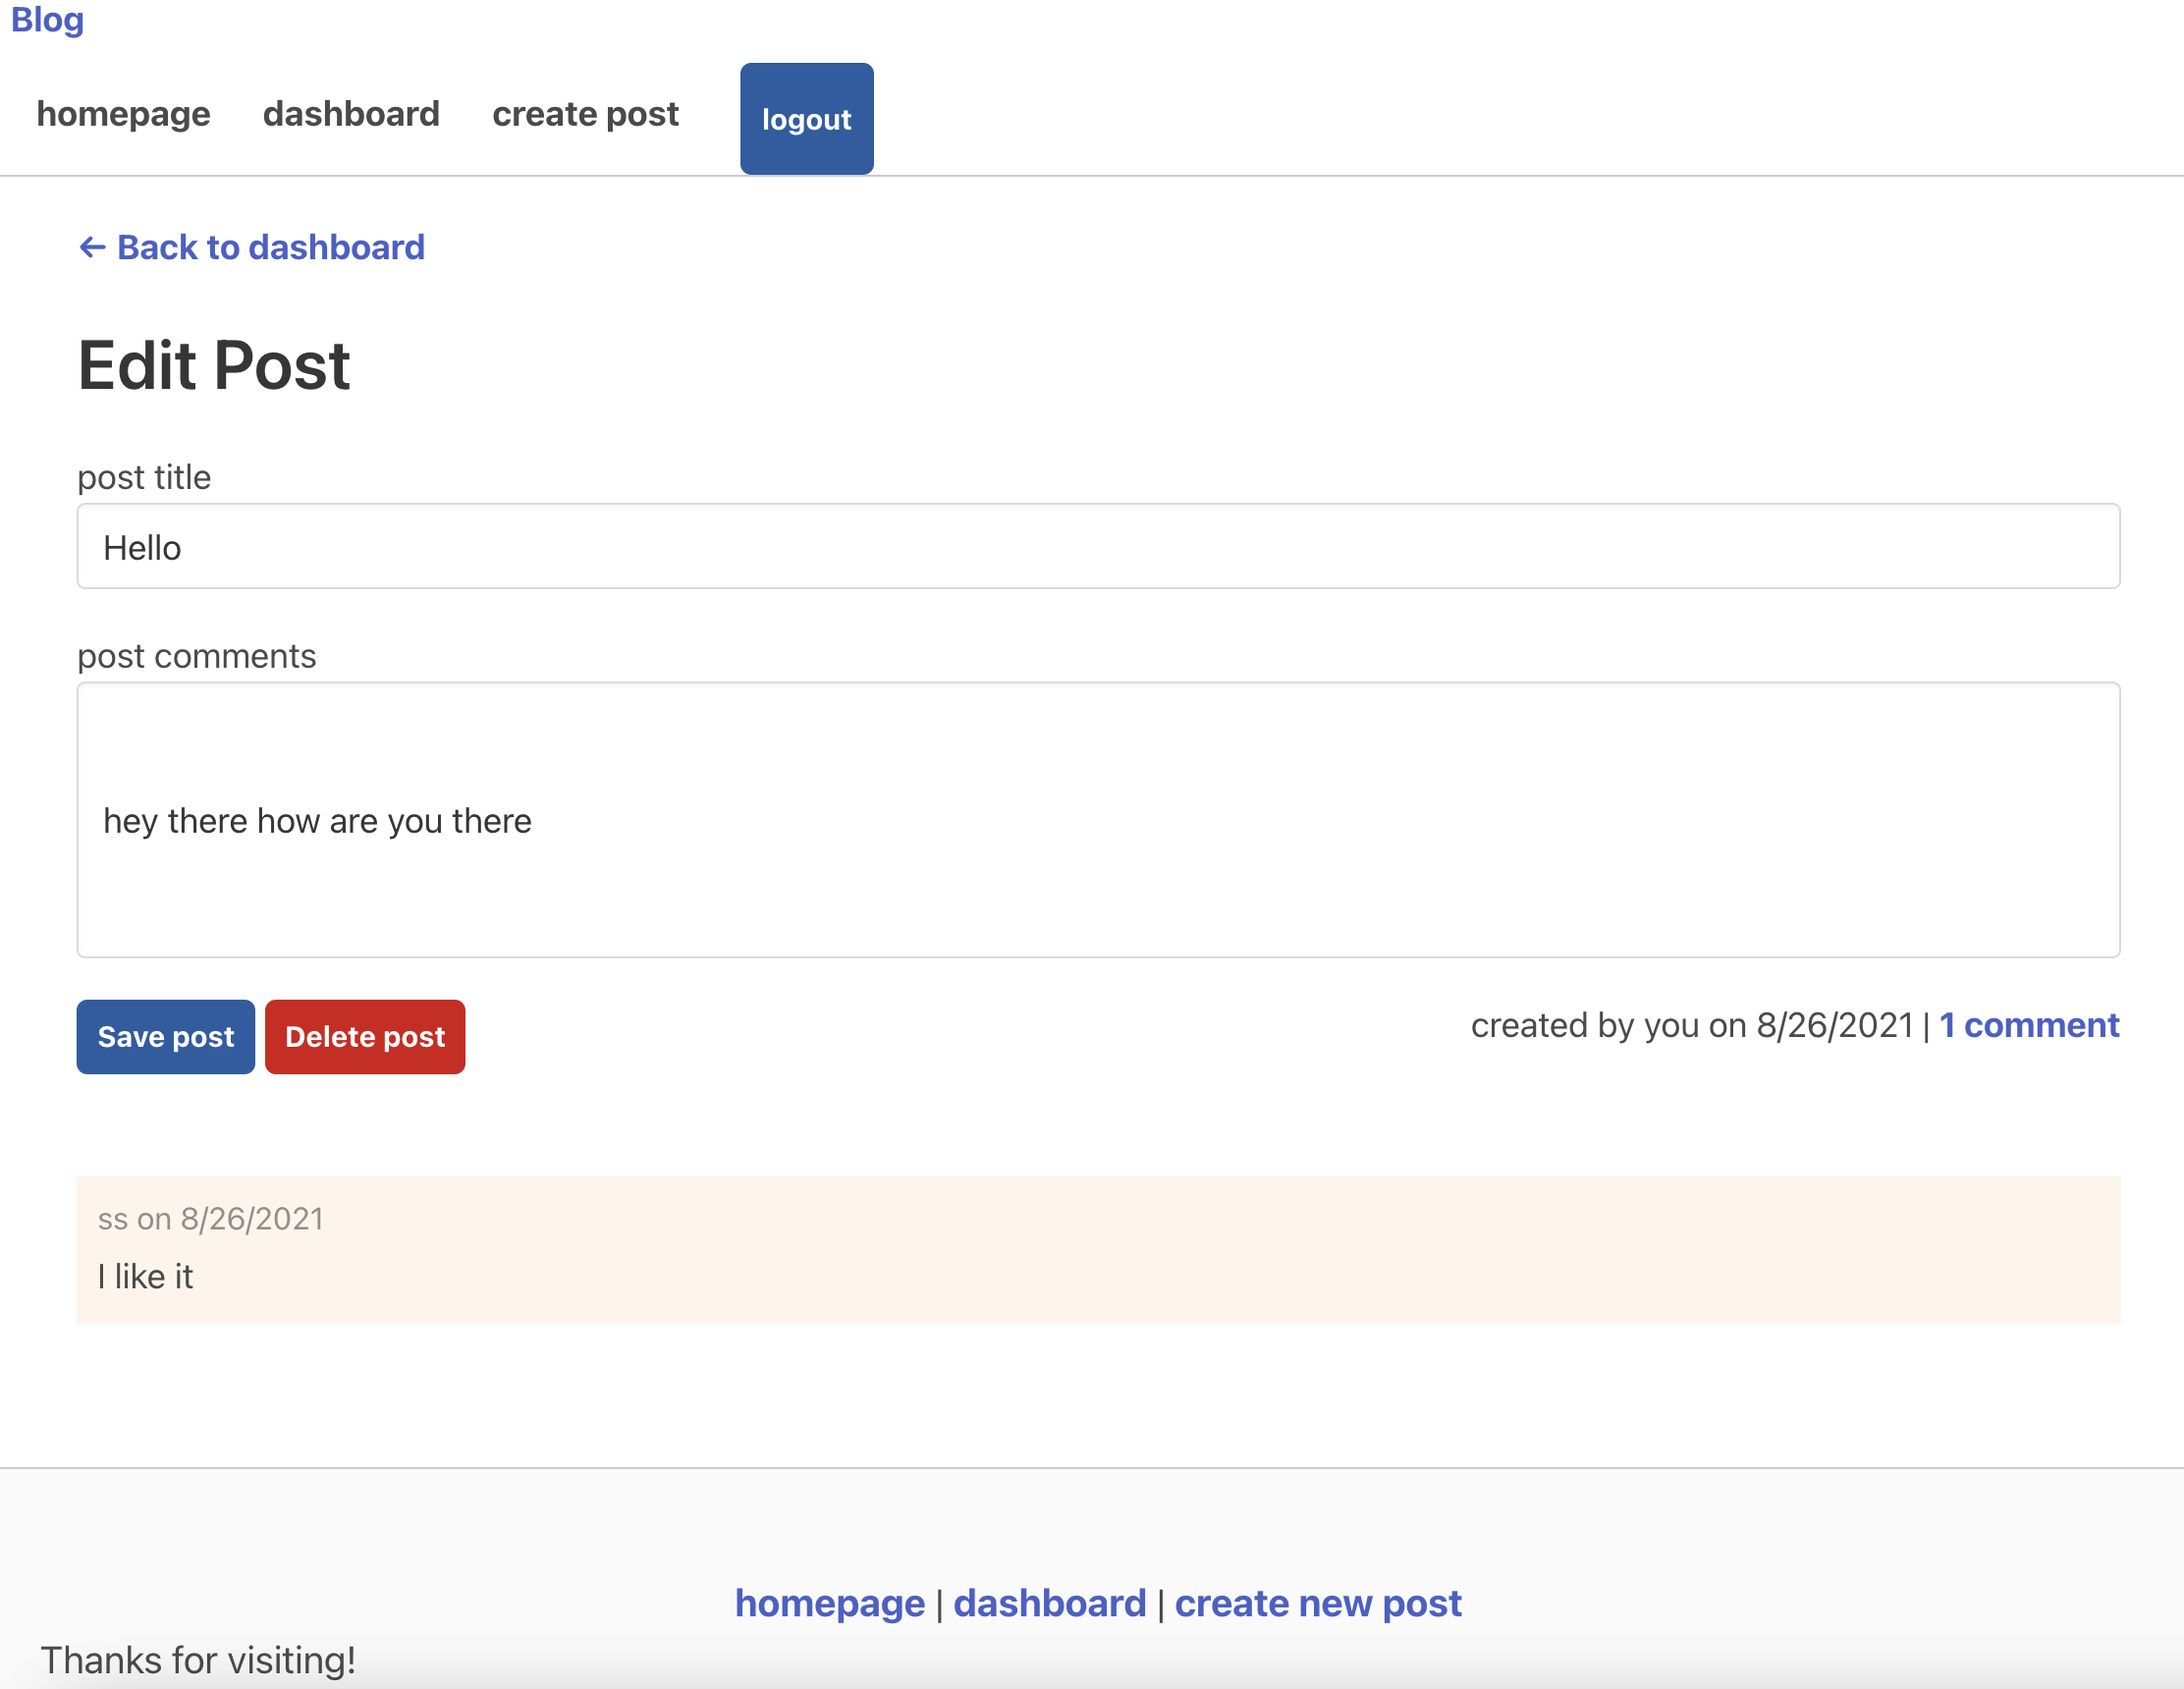 Blog
homepage dashboard create post logout
← Back to dashboard
Edit Post
post title
Hello
post comments
hey there how are you there
Save post Delete post created by you on 8/26/2021 | 1 comment
ss on 8/26/2021
I like it
homepage | dashboard | create new post
Thanks for visiting!